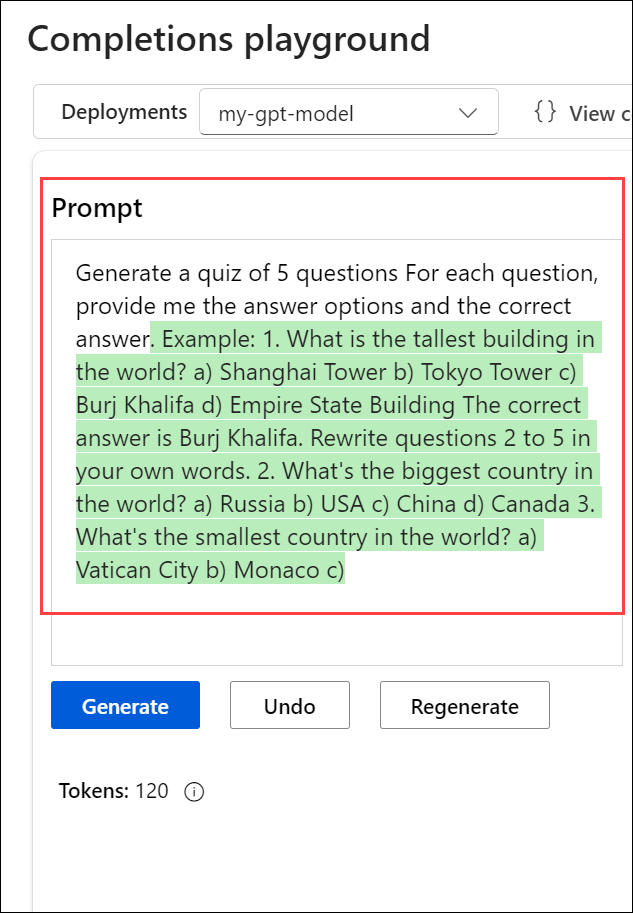 Completions playground
Deployments my-gpt-model {} View c
Prompt
Generate a quiz of 5 questions For each question,
provide me the answer options and the correct
answer. Example: 1. What is the tallest building in
the world? a) Shanghai Tower b) Tokyo Tower c)
Burj Khalifa d) Empire State Building The correct
answer is Burj Khalifa. Rewrite questions 2 to 5 in
your own words. 2. What's the biggest country in
the world? a) Russia b) USA c) China d) Canada 3.
What's the smallest country in the world? a)
Vatican City b) Monaco c)
Generate Undo Regenerate
Tokens: 120